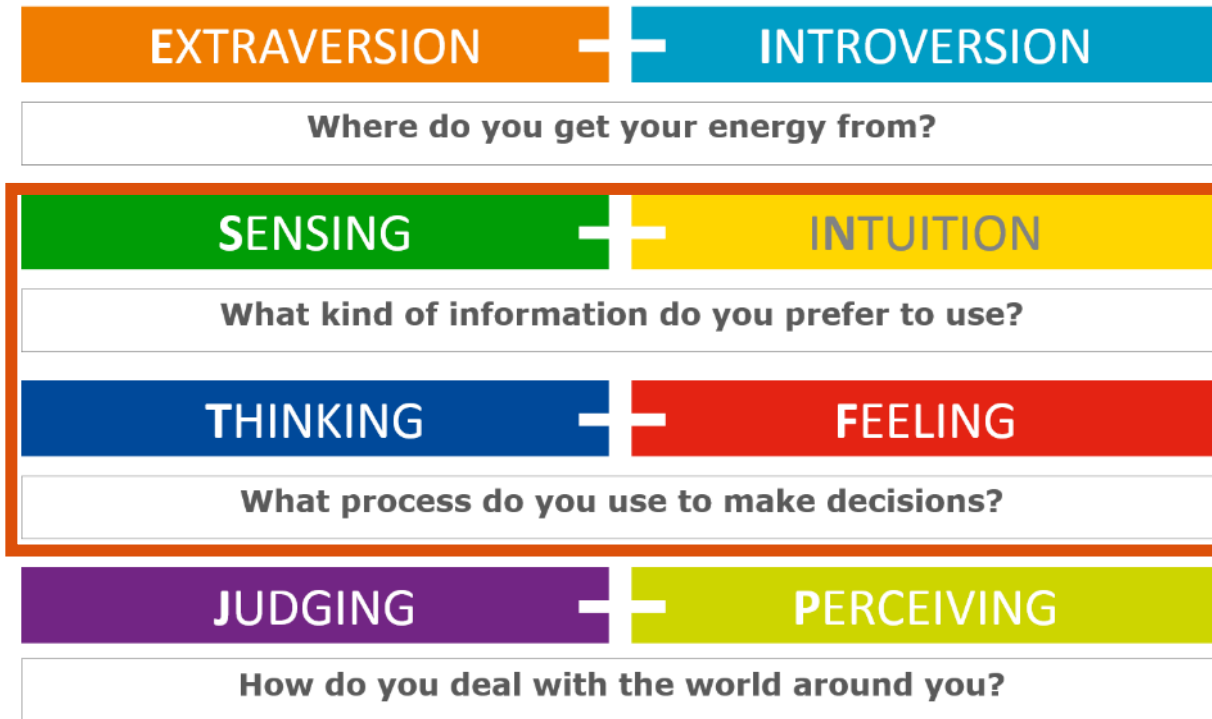 EXTRAVERSION INTROVERSION
Where do you get your energy from?
SENSING INTUITION
What kind of information do you prefer to use?
THINKING FEELING
What process do you use to make decisions?
JUDGING PERCEIVING
How do you deal with the world around you?